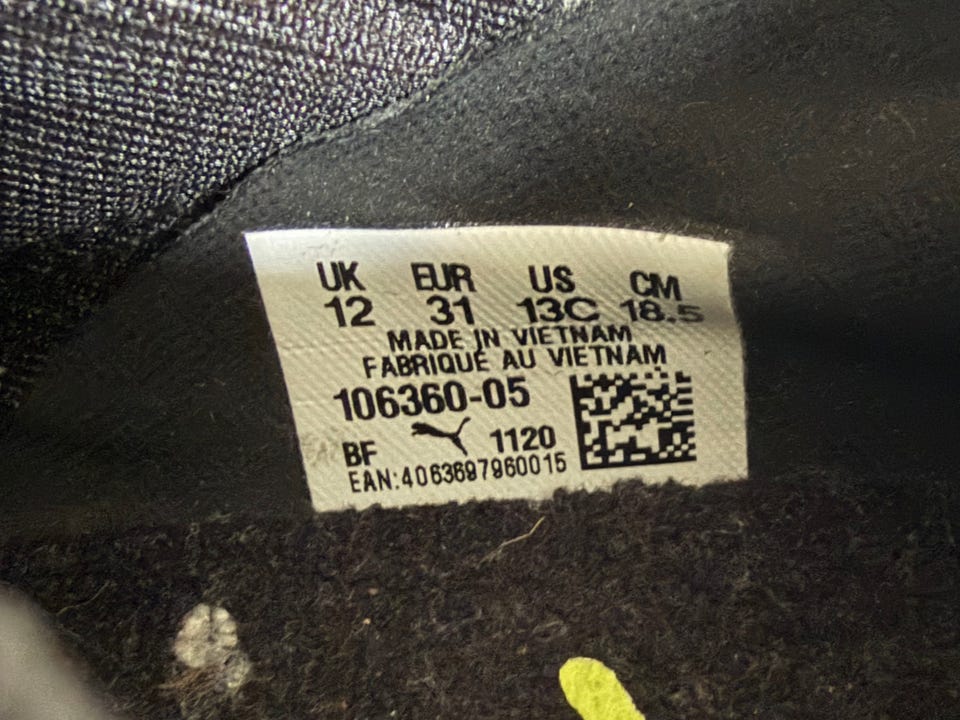 UK EUR US CM
12 31 13C 18.5
MADE IN VIETNAM
FABRIQUÉ AU VIETNAM
106360-05
BF 1120
EAN:4063697960015